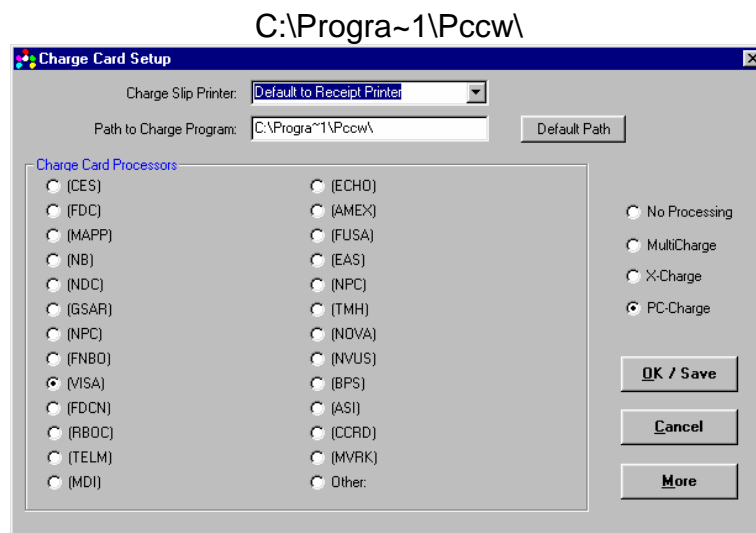 C:\Progra~1\Pccw\
Charge Card Setup
Charge Slip Printer: Default to Receipt Printer
Path to Charge Program: C:\Progra~1\Pccw\ Default Path
Charge Card Processors
(CES) (ECHO)
(FDC) (AMEX)
(MAPP) (FUSA)
(NB) (EAS)
(NDC) (NPC)
(GSAR) (TMH)
(NPC) (NOVA)
(FNBO) (NVUS)
(VISA) (BPS)
(FDCN) (ASI)
(RBOC) (CCRD)
(TELM) (MVRK)
(MDI) Other:
No Processing
MultiCharge
X-Charge
PC-Charge
OK / Save
Cancel
More